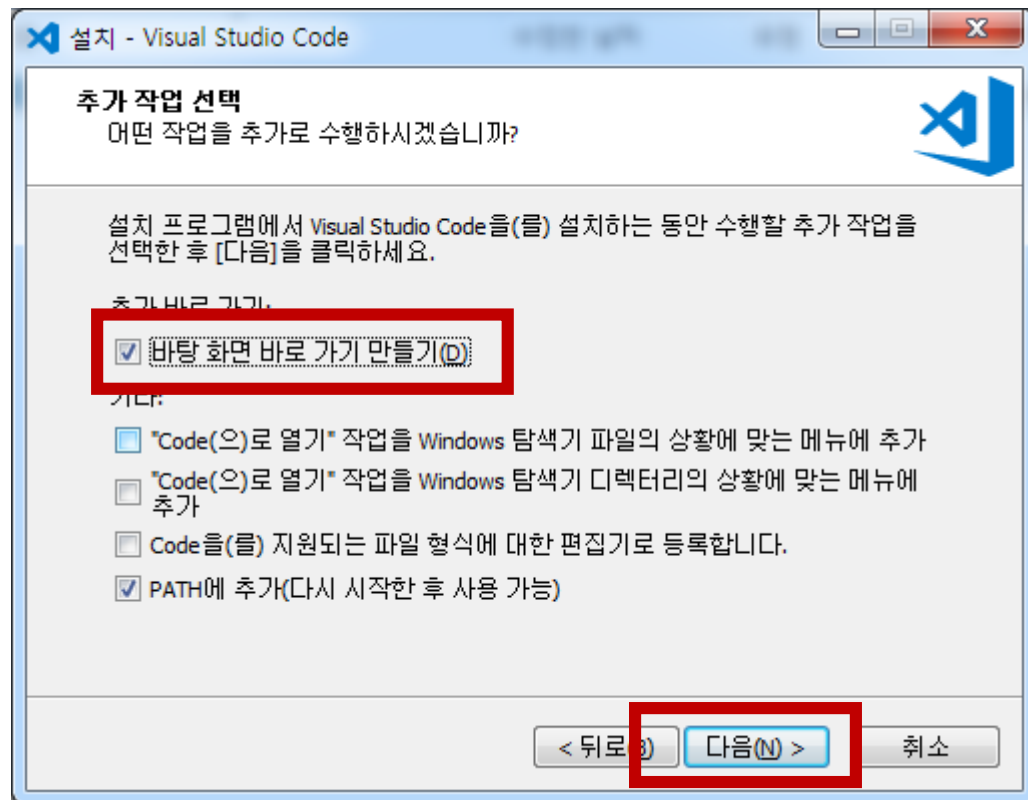 설치 - Visual Studio Code
추가 작업 선택
어떤 작업을 추가로 수행하시겠습니까?
설치 프로그램에서 Visual Studio Code을(를) 설치하는 동안 수행할 추가 작업을
선택한 후 [다음]을 클릭하세요.
추가 바로 가기:
바탕 화면 바로 가기 만들기(D)
기타:
"Code(으)로 열기" 작업을 Windows 탐색기 파일의 상황에 맞는 메뉴에 추가
"Code(으)로 열기" 작업을 Windows 탐색기 디렉터리의 상황에 맞는 메뉴에
추가
Code을(를) 지원되는 파일 형식에 대한 편집기로 등록합니다.
PATH에 추가(다시 시작한 후 사용 가능)
< 뒤로(B) 다음(N) > 취소